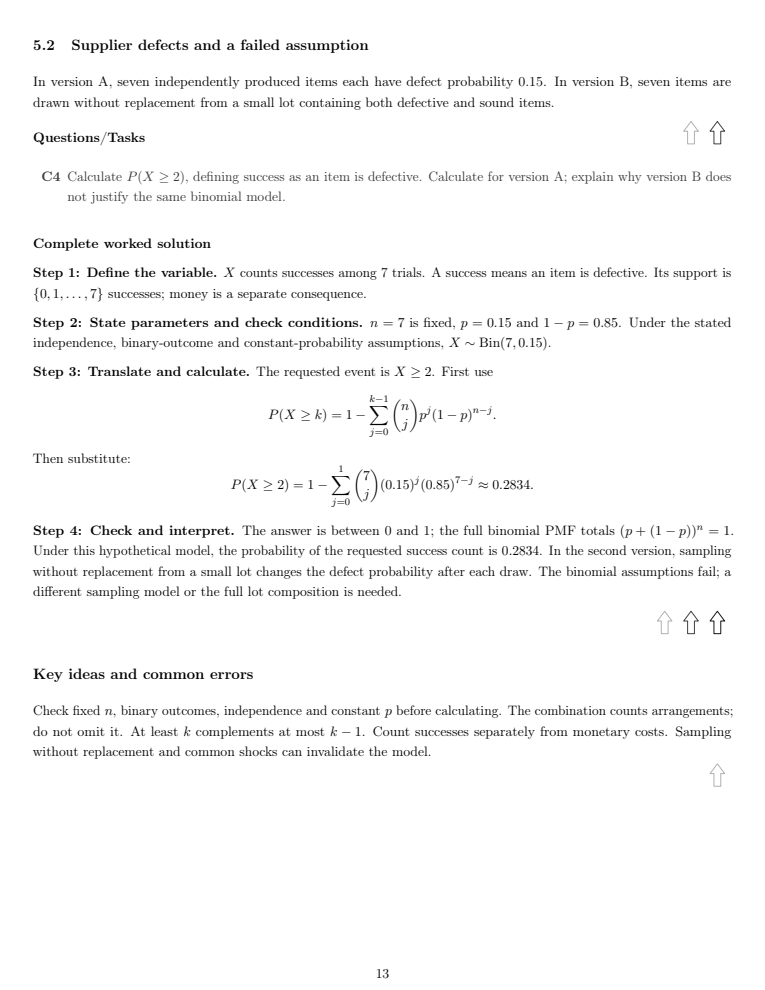 5.2 Supplier defects and a failed assumption
In version A, seven independently produced items each have defect probability 0.15. In version B, seven items are
drawn without replacement from a small lot containing both defective and sound items.
Questions/Tasks
C4 Calculate P(X ≥ 2), defining success as an item is defective. Calculate for version A; explain why version B does
not justify the same binomial model.
Complete worked solution
Step 1: Define the variable. X counts successes among 7 trials. A success means an item is defective. Its support is
{0, 1, . . . , 7} successes; money is a separate consequence.
Step 2: State parameters and check conditions. n = 7 is fixed, p = 0.15 and 1 − p = 0.85. Under the stated
independence, binary-outcome and constant-probability assumptions, X ∼ Bin(7, 0.15).
Step 3: Translate and calculate. The requested event is X ≥ 2. First use
P(X ≥ k) = 1 − ∑_{j=0}^{k−1} \binom{n}{j} p^j (1 − p)^{n−j}.
Then substitute:
P(X ≥ 2) = 1 − ∑_{j=0}^{1} \binom{7}{j} (0.15)^j (0.85)^{7−j} ≈ 0.2834.
Step 4: Check and interpret. The answer is between 0 and 1; the full binomial PMF totals (p + (1 − p))^n = 1.
Under this hypothetical model, the probability of the requested success count is 0.2834. In the second version, sampling
without replacement from a small lot changes the defect probability after each draw. The binomial assumptions fail; a
different sampling model or the full lot composition is needed.
Key ideas and common errors
Check fixed n, binary outcomes, independence and constant p before calculating. The combination counts arrangements;
do not omit it. At least k complements at most k − 1. Count successes separately from monetary costs. Sampling
without replacement and common shocks can invalidate the model.
13